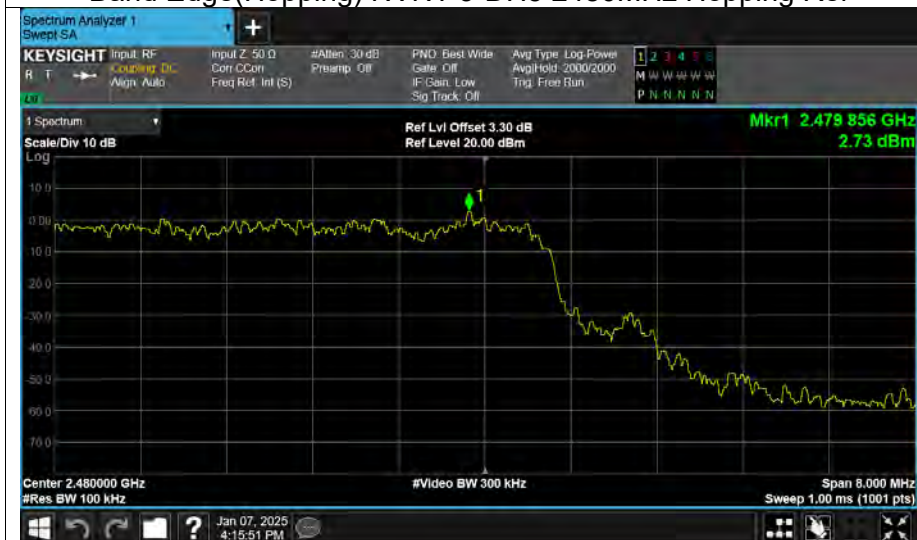 Spectrum Analyzer 1
Swept SA
KEYSIGHT
R T
Input: RF
Coupling: DC
Align: Auto
Input Z: 50 Ω
Corr CCorr
Freq Ref: Int (S)
#Atten: 30 dB
Preamp: Off
PNO: Best Wide
Gate: Off
IF Gain: Low
Sig Track: Off
Avg Type: Log-Power
Avg|Hold: 2000/2000
Trig: Free Run
1 2 3 4 5 6
M W W W W W
P N N N N N
1 Spectrum
Scale/Div 10 dB
Log
Ref Lvl Offset 3.30 dB
Ref Level 20.00 dBm
Mkr1 2.479 856 GHz
2.73 dBm
10.0
0.00
-10.0
-20.0
-30.0
-40.0
-50.0
-60.0
-70.0
1
Center 2.480000 GHz
#Res BW 100 kHz
#Video BW 300 kHz
Span 8.000 MHz
Sweep 1.00 ms (1001 pts)
?
Jan 07, 2025
4:15:51 PM